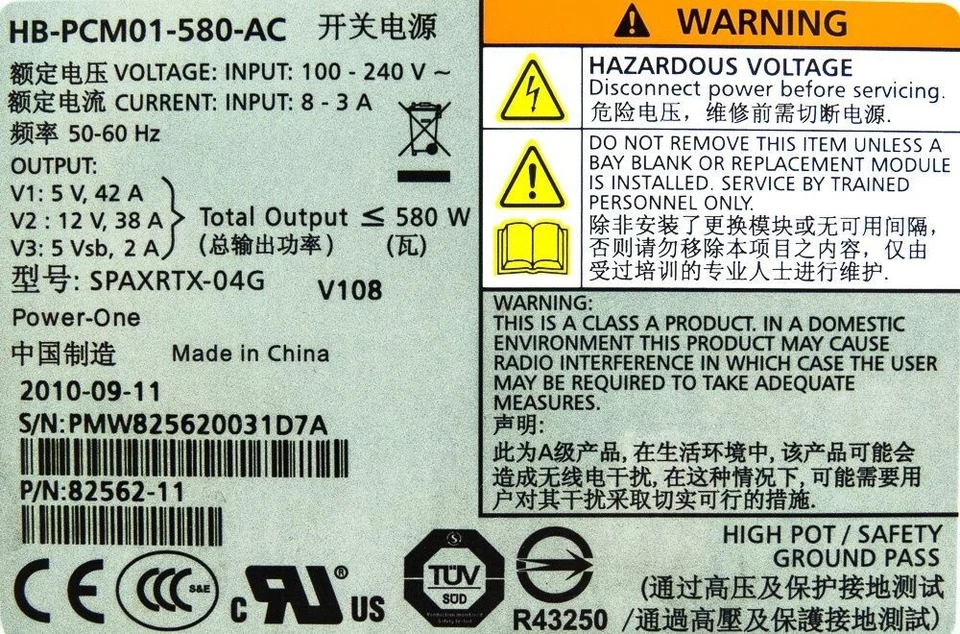 HB-PCM01-580-AC 开关电源
额定电压 VOLTAGE: INPUT: 100 - 240 V ~
额定电流 CURRENT: INPUT: 8 - 3 A
频率 50-60 Hz
OUTPUT:
V1: 5 V, 42 A
V2 : 12 V, 38 A
V3: 5 Vsb, 2 A
Total Output ≤ 580 W
(总输出功率) (瓦)
型号: SPAXRTX-04G
V108
Power-One
中国制造 Made in China
2010-09-11
S/N:PMW825620031D7A
P/N:82562-11
WARNING
HAZARDOUS VOLTAGE
Disconnect power before servicing.
危险电压，维修前需切断电源.
DO NOT REMOVE THIS ITEM UNLESS A
BAY BLANK OR REPLACEMENT MODULE
IS INSTALLED. SERVICE BY TRAINED
PERSONNEL ONLY.
除非安装了更换模块或无可用间隔，
否则请勿移除本项目之内容，仅由
受过培训的专业人士进行维护.
WARNING:
THIS IS A CLASS A PRODUCT. IN A DOMESTIC
ENVIRONMENT THIS PRODUCT MAY CAUSE
RADIO INTERFERENCE IN WHICH CASE THE USER
MAY BE REQUIRED TO TAKE ADEQUATE
MEASURES.
声明:
此为A级产品, 在生活环境中, 该产品可能会
造成无线电干扰, 在这种情况下, 可能需要用
户对其干扰采取切实可行的措施.
HIGH POT / SAFETY
GROUND PASS
(通过高压及保护接地测试
/通過高壓及保護接地測試)
CE
CCC S&E
c RU ® US
S
TÜV
SÜD
Production monitored
Safety tested
R43250